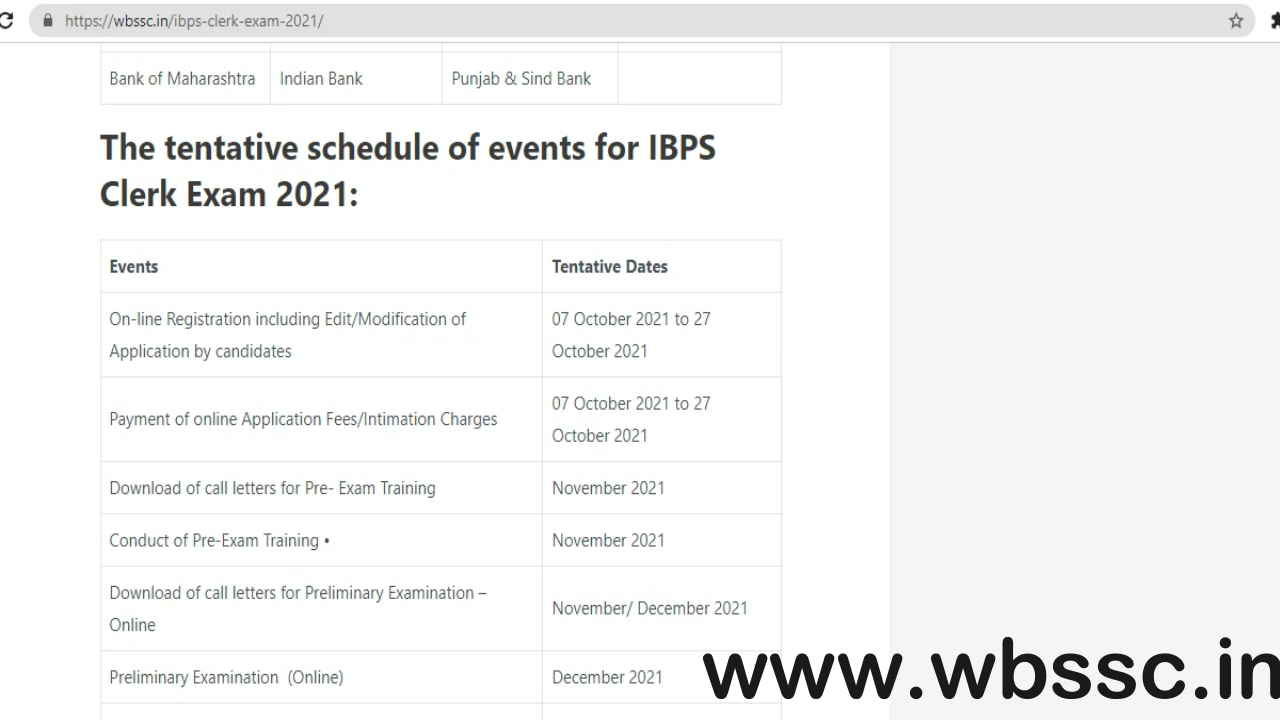 https://wbssc.in/ibps-clerk-exam-2021/
Bank of Maharashtra Indian Bank Punjab & Sind Bank
The tentative schedule of events for IBPS
Clerk Exam 2021:
Events Tentative Dates
On-line Registration including Edit/Modification of
Application by candidates
07 October 2021 to 27
October 2021
Payment of online Application Fees/Intimation Charges
07 October 2021 to 27
October 2021
Download of call letters for Pre- Exam Training November 2021
Conduct of Pre-Exam Training • November 2021
Download of call letters for Preliminary Examination –
Online
November/ December 2021
Preliminary Examination (Online) December 2021
www.wbssc.in